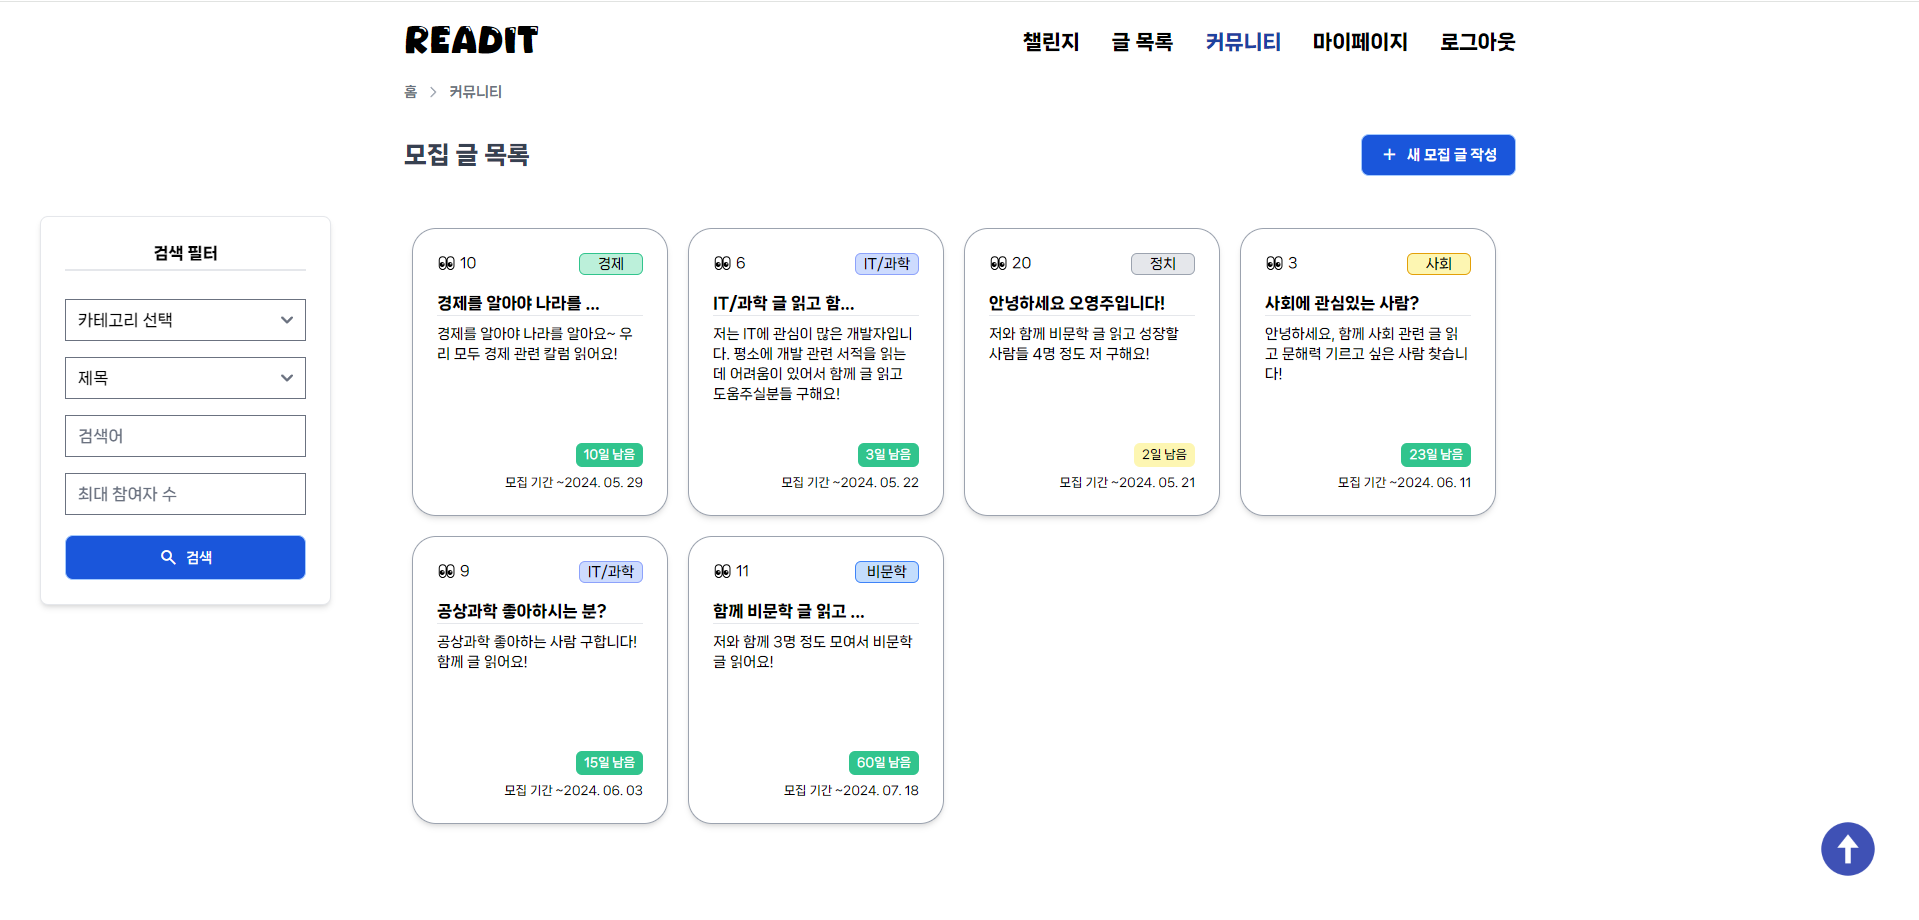 READIT
챌린지 글 목록 커뮤니티 마이페이지 로그아웃
홈 > 커뮤니티
모집 글 목록
+ 새 모집 글 작성
검색 필터
카테고리 선택
제목
검색어
최대 참여자 수
검색
10
경제
경제를 알아야 나라를 ...
경제를 알아야 나라를 알아요~ 우
리 모두 경제 관련 칼럼 읽어요!
10일 남음
모집 기간 ~2024. 05. 29
6
IT/과학
IT/과학 글 읽고 함...
저는 IT에 관심이 많은 개발자입니
다. 평소에 개발 관련 서적을 읽는
데 어려움이 있어서 함께 글 읽고
도움주실분들 구해요!
3일 남음
모집 기간 ~2024. 05. 22
20
정치
안녕하세요 오영주입니다!
저와 함께 비문학 글 읽고 성장할
사람들 4명 정도 저 구해요!
2일 남음
모집 기간 ~2024. 05. 21
3
사회
사회에 관심있는 사람?
안녕하세요, 함께 사회 관련 글 읽
고 문해력 기르고 싶은 사람 찾습니
다!
23일 남음
모집 기간 ~2024. 06. 11
9
IT/과학
공상과학 좋아하시는 분?
공상과학 좋아하는 사람 구합니다!
함께 글 읽어요!
15일 남음
모집 기간 ~2024. 06. 03
11
비문학
함께 비문학 글 읽고 ...
저와 함께 3명 정도 모여서 비문학
글 읽어요!
60일 남음
모집 기간 ~2024. 07. 18